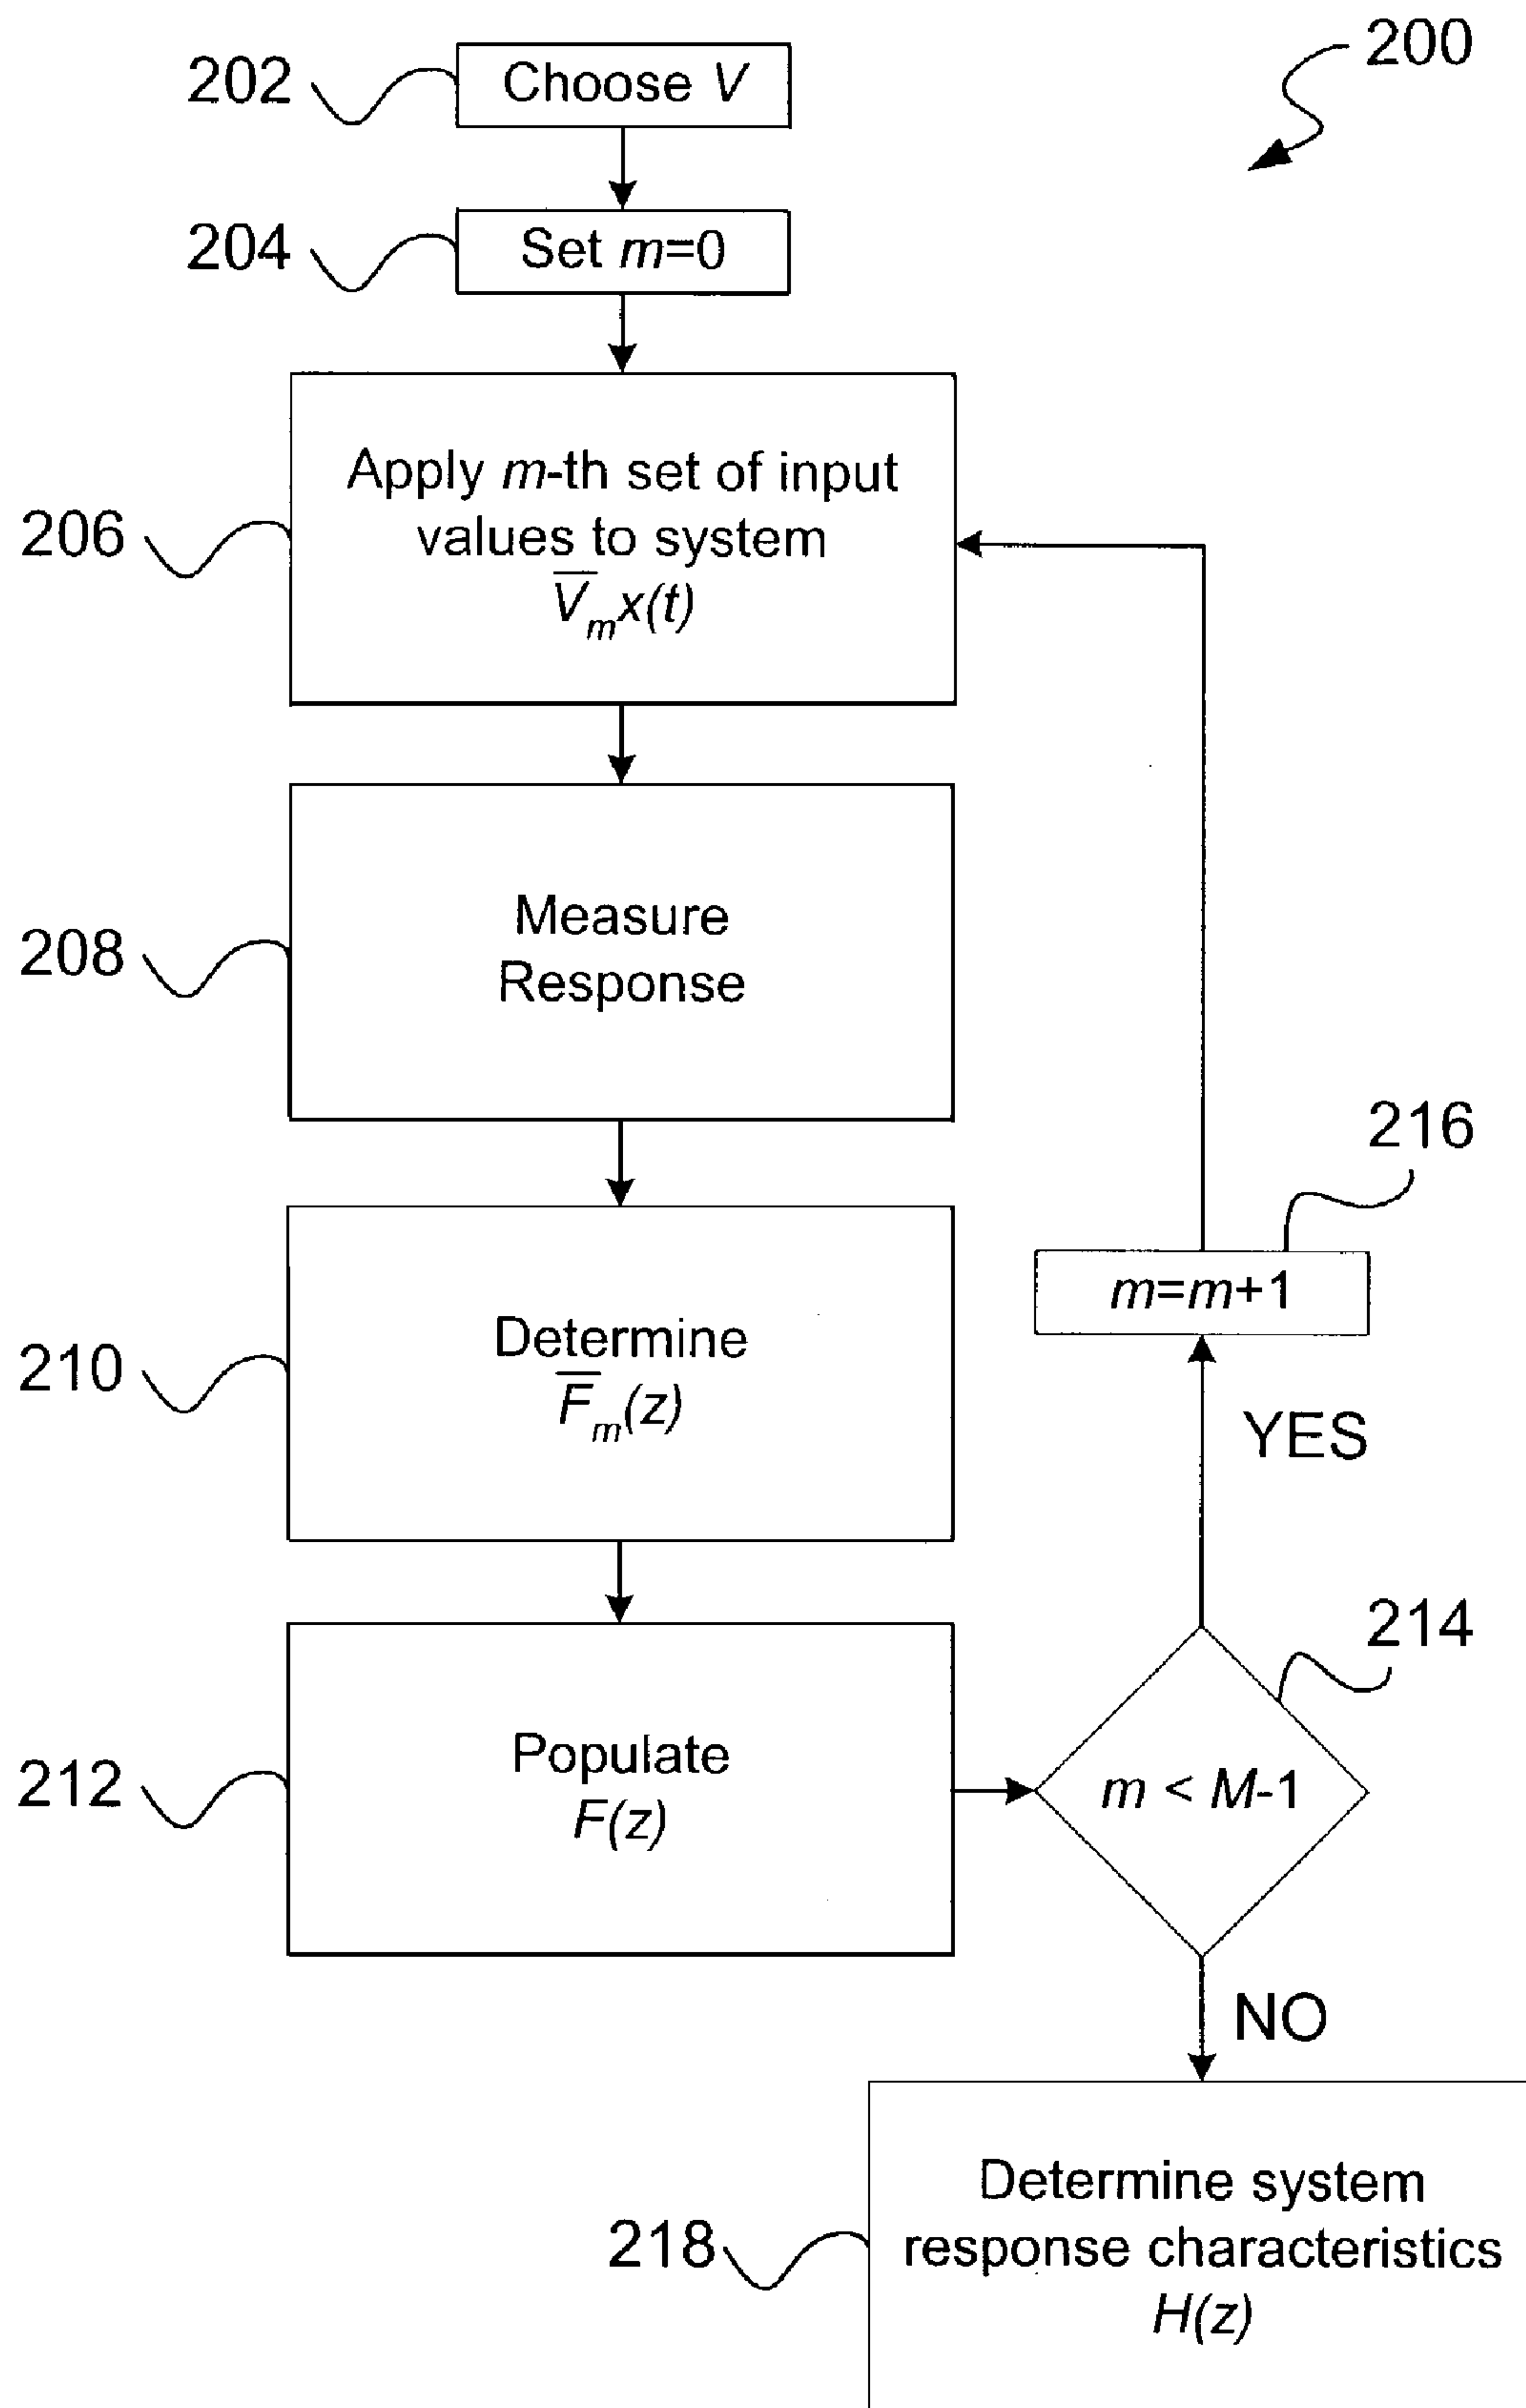 200
202
Choose V
204
Set m=0
206
Apply m-th set of input
values to system
V̅ₘx(t)
208
Measure
Response
210
Determine
F̅ₘ(z)
212
Populate
F(z)
214
m < M-1
YES
216
m=m+1
NO
218
Determine system
response characteristics
H(z)